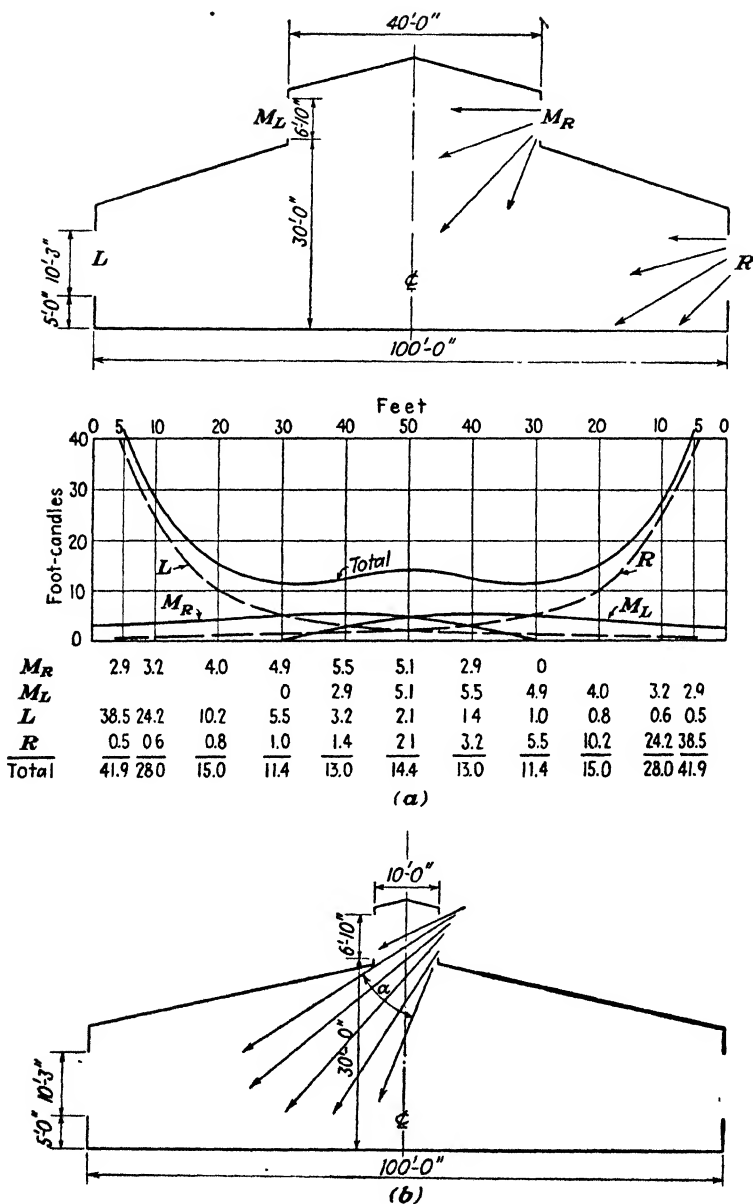 40'-0"
M_L 6'-10" M_R
30'-0"
L 10'-3" 5'-0" ℄ R
100'-0"
Feet
0 5 10 20 30 40 50 40 30 20 10 5 0
Foot-candles
40
30
20
10
0
Total
L R
M_R M_L
M_R 2.9 3.2 4.0 4.9 5.5 5.1 2.9 0
M_L 0 2.9 5.1 5.5 4.9 4.0 3.2 2.9
L 38.5 24.2 10.2 5.5 3.2 2.1 1 4 1.0 0.8 0.6 0.5
R 0.5 0 6 0.8 1.0 1.4 2 1 3.2 5.5 10.2 24.2 38.5
Total 41.9 28.0 15.0 11.4 13.0 14.4 13.0 11.4 15.0 28.0 41.9
(a)
10'-0"
6'-10"
α
30'-0"
10'-3" 5'-0" ℄
100'-0"
(b)